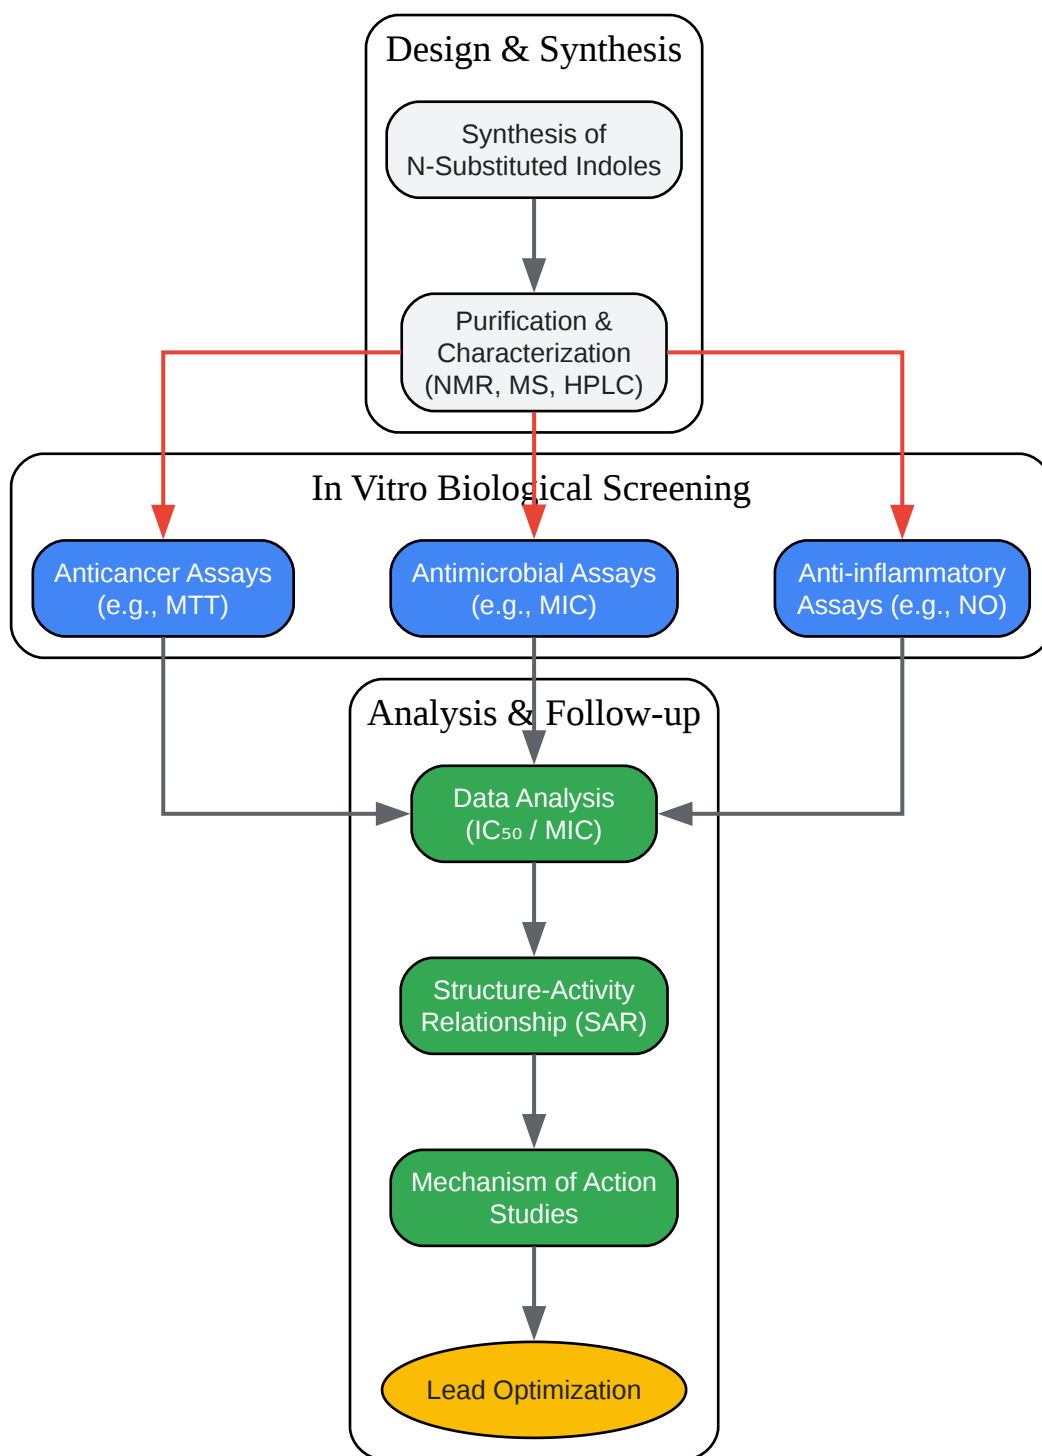 Design & Synthesis
Synthesis of
N-Substituted Indoles
Purification &
Characterization
(NMR, MS, HPLC)
In Vitro Biological Screening
Anticancer Assays
(e.g., MTT)
Antimicrobial Assays
(e.g., MIC)
Anti-inflammatory
Assays (e.g., NO)
Analysis & Follow-up
Data Analysis
(IC₅₀ / MIC)
Structure-Activity
Relationship (SAR)
Mechanism of Action
Studies
Lead Optimization